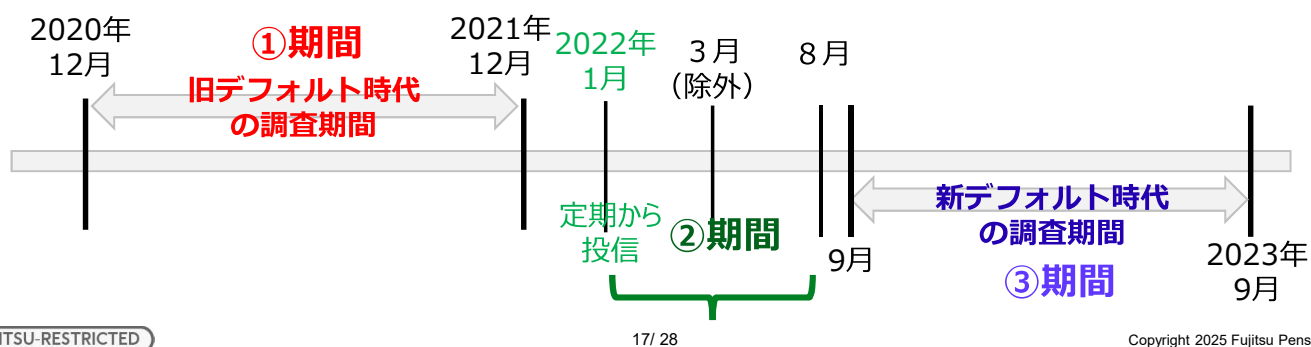 2020年
12月
①期間
旧デフォルト時代
の調査期間
2021年
12月
2022年
1月
３月
（除外）
８月
定期から
投信
②期間
9月
新デフォルト時代
の調査期間
③期間
2023年
9月
ITSU-RESTRICTED
17/ 28
Copyright 2025 Fujitsu Pens